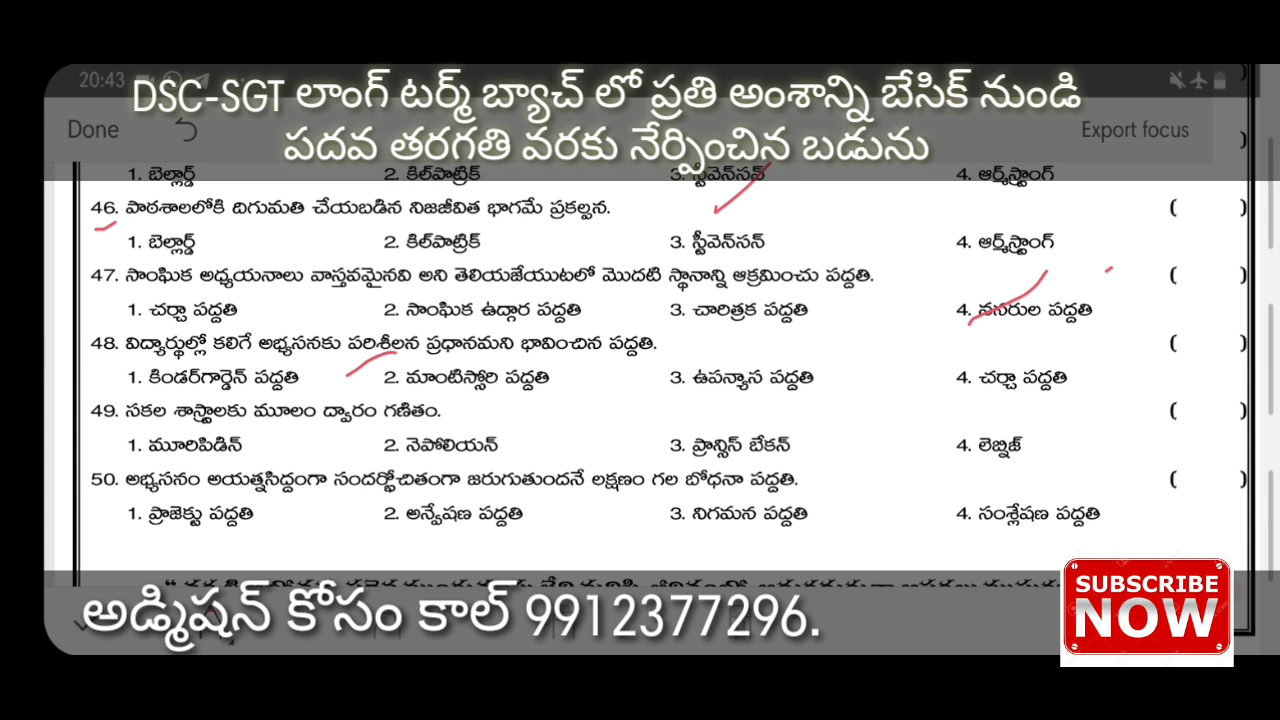 20:43
DSC-SGT లాంగ్ టర్మ్ బ్యాచ్ లో ప్రతి అంశాన్ని బేసిక్ నుండి
Done
Export focus
పదవ తరగతి వరకు నేర్పించిన బడును
1. బెల్లార్డ్ 2. కిల్‌పాట్రిక్ 3. స్టీవెన్‌సన్ 4. ఆర్మ్‌స్ట్రాంగ్
46. పాఠశాలలోకి దిగుమతి చేయబడిన నిజజీవిత భాగమే ప్రకల్పన. ( )
1. బెల్లార్డ్ 2. కిల్‌పాట్రిక్ 3. స్టీవెన్‌సన్ 4. ఆర్మ్‌స్ట్రాంగ్
47. సాంఘిక అధ్యయనాలు వాస్తవమైనవి అని తెలియజేయుటలో మొదటి స్థానాన్ని ఆక్రమించు పద్ధతి. ( )
1. చర్చా పద్ధతి 2. సాంఘిక ఉద్గార పద్ధతి 3. చారిత్రక పద్ధతి 4. వనరుల పద్ధతి
48. విద్యార్థుల్లో కలిగే అభ్యసనకు పరిశీలన ప్రధానమని భావించిన పద్ధతి. ( )
1. కిండర్‌గార్డెన్ పద్ధతి 2. మాంటిస్సోరి పద్ధతి 3. ఉపన్యాస పద్ధతి 4. చర్చా పద్ధతి
49. సకల శాస్త్రాలకు మూలం ద్వారం గణితం. ( )
1. మూరిపిడిన్ 2. నెపోలియన్ 3. ఫ్రాన్సిస్ బేకన్ 4. లెబ్నిజ్
50. అభ్యసనం అయత్నసిద్ధంగా సందర్భోచితంగా జరుగుతుందనే లక్షణం గల బోధనా పద్ధతి. ( )
1. ప్రాజెక్టు పద్ధతి 2. అన్వేషణ పద్ధతి 3. నిగమన పద్ధతి 4. సంశ్లేషణ పద్ధతి
అడ్మిషన్ కోసం కాల్ 9912377296.
SUBSCRIBE
NOW